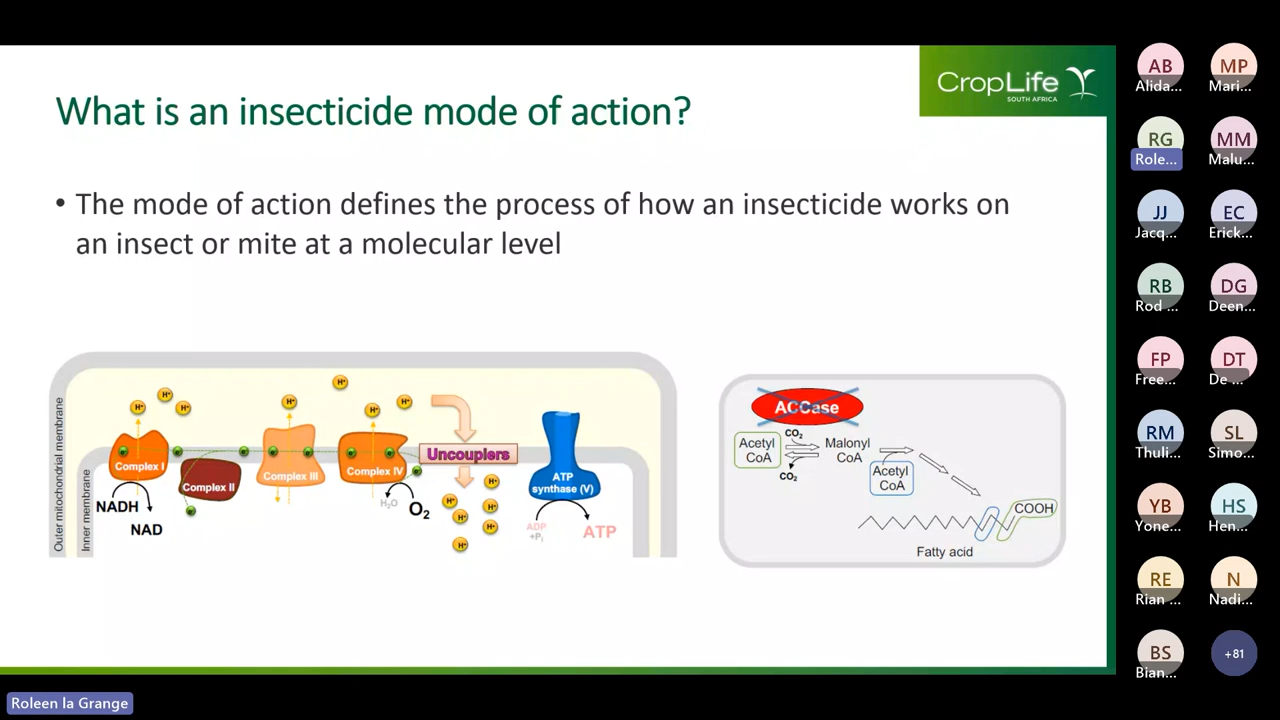 CropLife
SOUTH AFRICA
What is an insecticide mode of action?
• The mode of action defines the process of how an insecticide works on
an insect or mite at a molecular level
Outer mitochondrial membrane
Inner membrane
H+
H+
H+
H+
H+
H+
H+
Complex I
Complex II
Complex III
Complex IV
Uncouplers
ATP
synthase (V)
NADH
NAD
H₂O
O₂
H+
H+
H+
H+
H+
H+
ADP
+Pᵢ
ATP
ACCase
CO₂
Acetyl
CoA
Malonyl
CoA
CO₂
Acetyl
CoA
COOH
Fatty acid
AB
Alida...
MP
Mari...
RG
Role...
MM
Malu...
JJ
Jacq...
EC
Erick...
RB
Rod ...
DG
Deen...
FP
Free...
DT
De ...
RM
Thuli...
SL
Simo...
YB
Yone...
HS
Hen...
RE
Rian ...
N
Nadi...
BS
Bian...
+81
Roleen la Grange